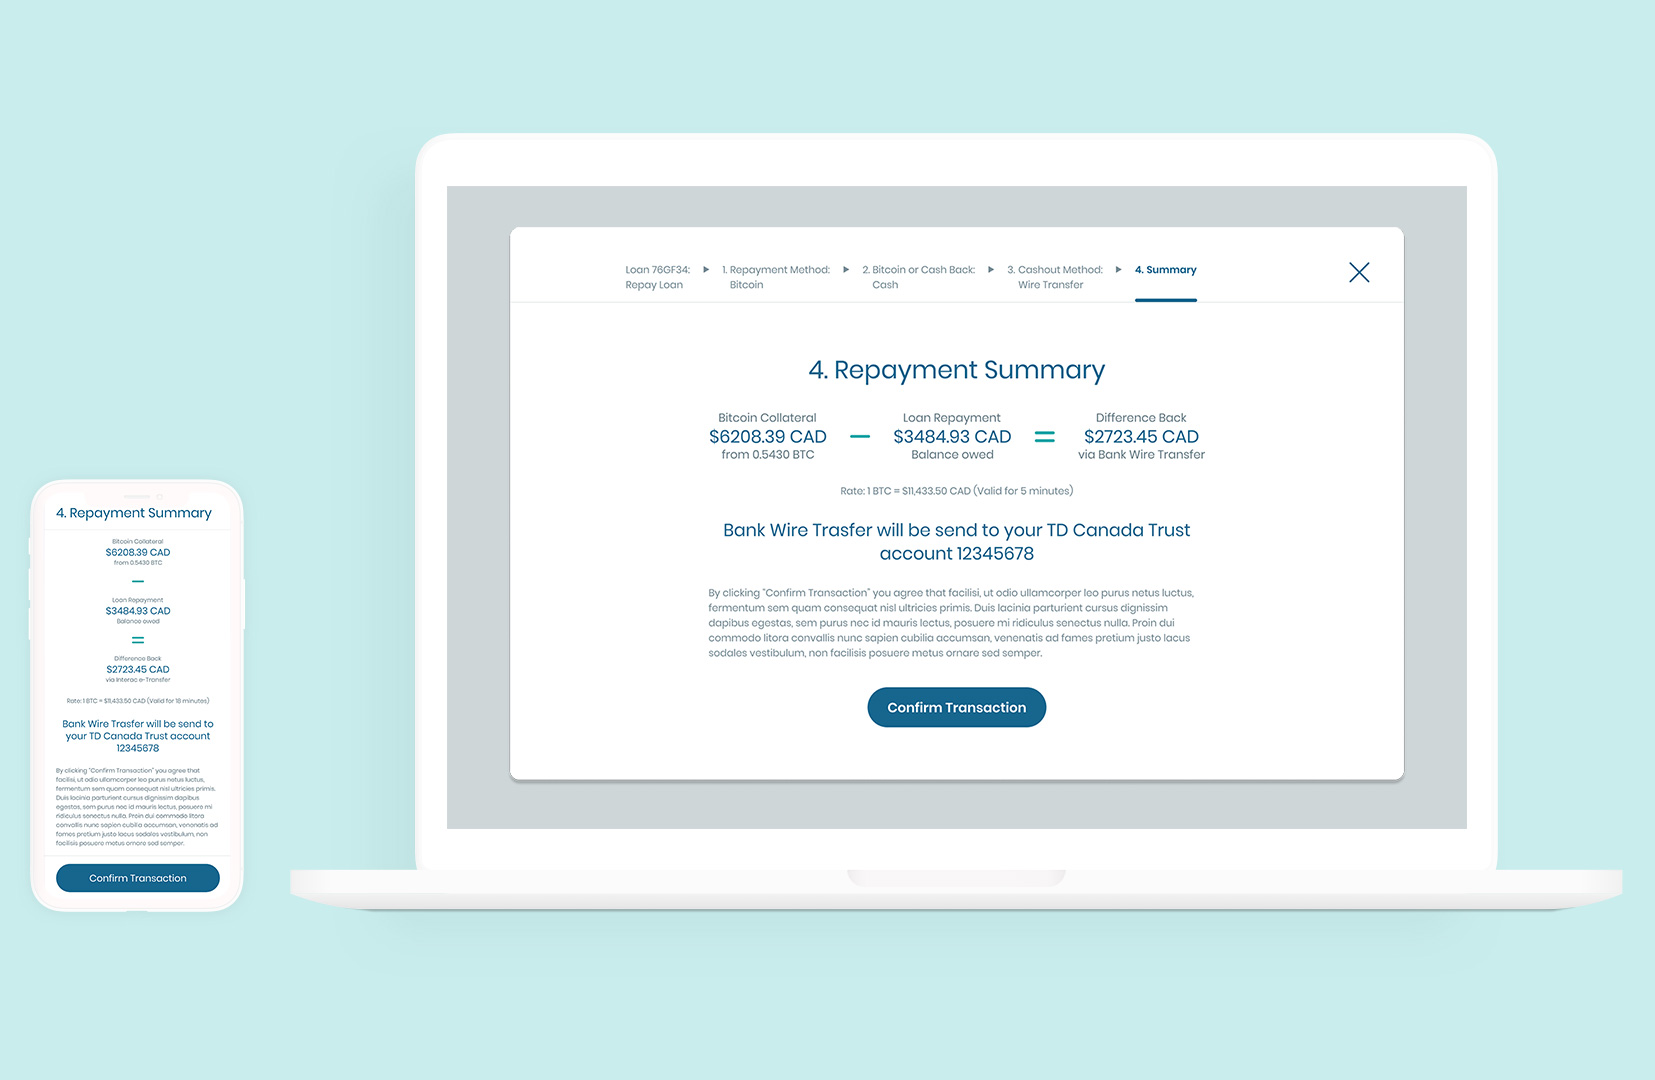 4. Repayment Summary
Bitcoin Collateral
$6208.39 CAD
from 0.5430 BTC
Loan Repayment
$3484.93 CAD
Balance owed
Difference Back
$2723.45 CAD
via Interac e-Transfer
Rate: 1 BTC = $11,433.50 CAD (Valid for 18 minutes)
Bank Wire Trasfer will be send to
your TD Canada Trust account
12345678
By clicking "Confirm Transaction" you agree that
facilisi, ut odio ullamcorper leo purus netus luctus,
fermentum sem quam consequat nisl ultricies primis.
Duis lacinia parturient cursus dignissim dapibus
egestas, sem purus nec id mauris lectus, posuere mi
ridiculus senectus nulla. Proin dui commodo litora
convallis nunc sapien cubilia accumsan, venenatis ad
fames pretium justo lacus sodales vestibulum, non
facilisis posuere metus ornare sed semper.
Confirm Transaction
Loan 76GF34: 1. Repayment Method: 2. Bitcoin or Cash Back: 3. Cashout Method: 4. Summary
Repay Loan Bitcoin Cash Wire Transfer
4. Repayment Summary
Bitcoin Collateral Loan Repayment Difference Back
$6208.39 CAD — $3484.93 CAD = $2723.45 CAD
from 0.5430 BTC Balance owed via Bank Wire Transfer
Rate: 1 BTC = $11,433.50 CAD (Valid for 5 minutes)
Bank Wire Trasfer will be send to your TD Canada Trust
account 12345678
By clicking "Confirm Transaction" you agree that facilisi, ut odio ullamcorper leo purus netus luctus,
fermentum sem quam consequat nisl ultricies primis. Duis lacinia parturient cursus dignissim
dapibus egestas, sem purus nec id mauris lectus, posuere mi ridiculus senectus nulla. Proin dui
commodo litora convallis nunc sapien cubilia accumsan, venenatis ad fames pretium justo lacus
sodales vestibulum, non facilisis posuere metus ornare sed semper.
Confirm Transaction